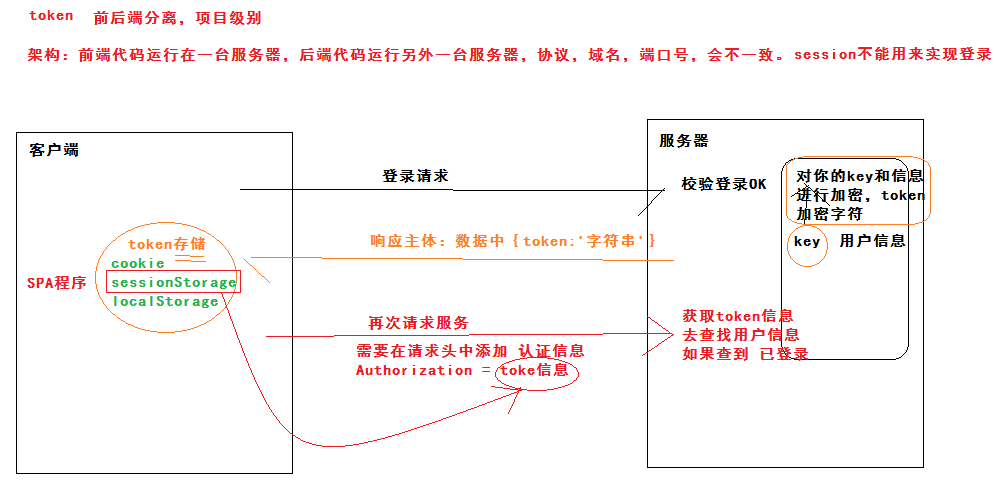 token 前后端分离，项目级别
架构：前端代码运行在一台服务器，后端代码运行另外一台服务器，协议，域名，端口号，会不一致。session不能用来实现登录
客户端
服务器
登录请求
校验登录OK
对你的key和信息
进行加密，token
加密字符
响应主体：数据中｛token:'字符串'｝
key 用户信息
token存储
cookie
SPA程序
sessionStorage
localStorage
再次请求服务
需要在请求头中添加 认证信息
Authorization = toke信息
获取token信息
去查找用户信息
如果查到 已登录